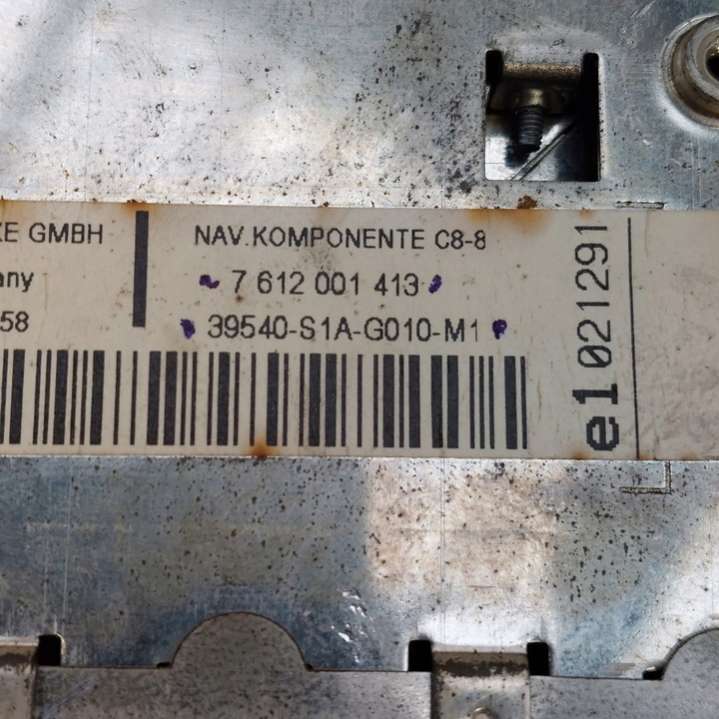 KE GMBH
any
58
NAV.KOMPONENTE C8-8
7 612 001 413
39540-S1A-G010-M1
e1 021291